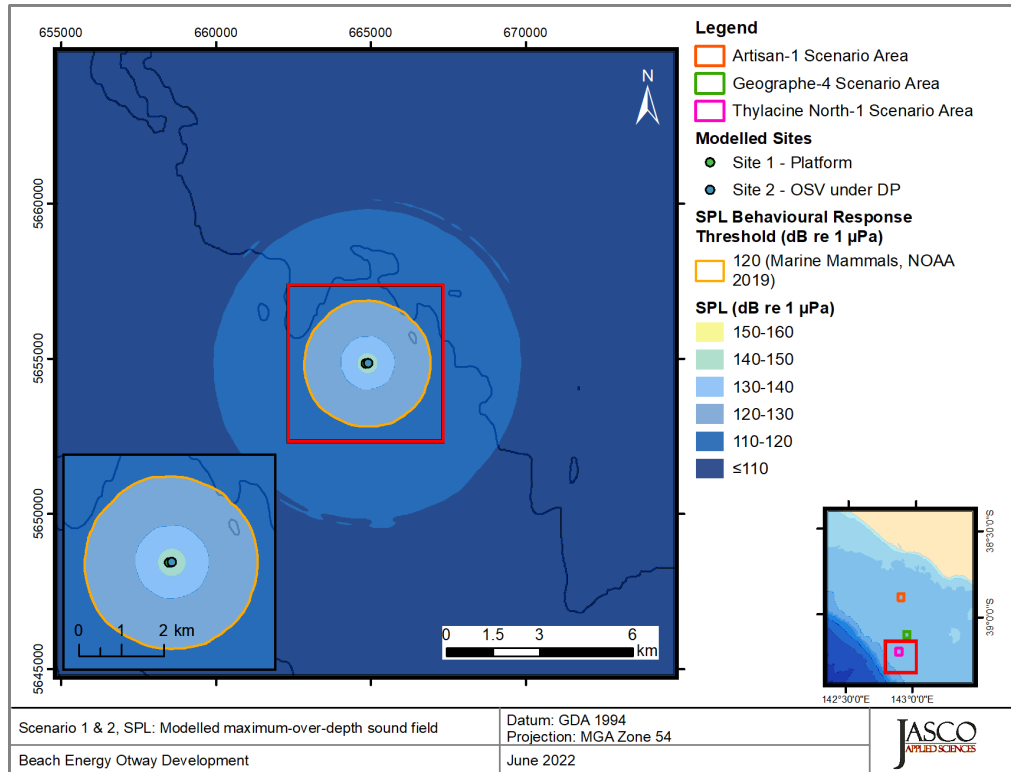 655000 660000 665000 670000
5660000
5655000
5650000
5645000
N
0 1 2 km
0 1.5 3 6
km
Legend
Artisan-1 Scenario Area
Geographe-4 Scenario Area
Thylacine North-1 Scenario Area
Modelled Sites
Site 1 - Platform
Site 2 - OSV under DP
SPL Behavioural Response
Threshold (dB re 1 µPa)
120 (Marine Mammals, NOAA
2019)
SPL (dB re 1 µPa)
150-160
140-150
130-140
120-130
110-120
≤110
38°30'0"S
39°0'0"S
142°30'0"E 143°0'0"E
Scenario 1 & 2, SPL: Modelled maximum-over-depth sound field
Datum: GDA 1994
Projection: MGA Zone 54
Beach Energy Otway Development
June 2022
JASCO
APPLIED SCIENCES